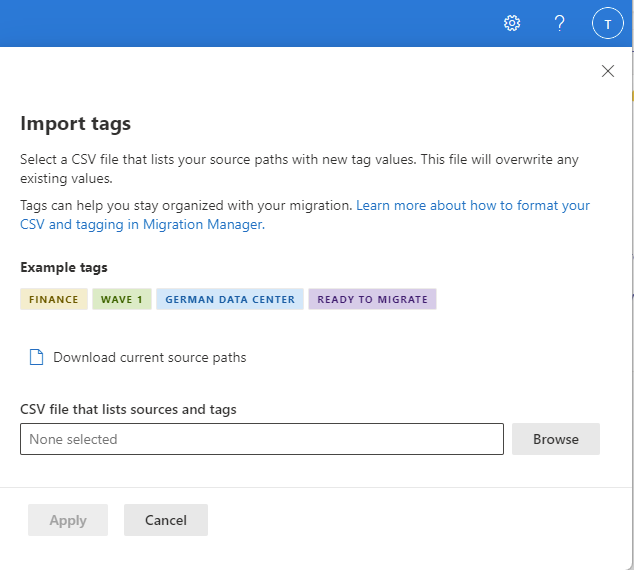 ?
T
Import tags
Select a CSV file that lists your source paths with new tag values. This file will overwrite any
existing values.
Tags can help you stay organized with your migration. Learn more about how to format your
CSV and tagging in Migration Manager.
Example tags
FINANCE WAVE 1 GERMAN DATA CENTER READY TO MIGRATE
Download current source paths
CSV file that lists sources and tags
None selected Browse
Apply Cancel